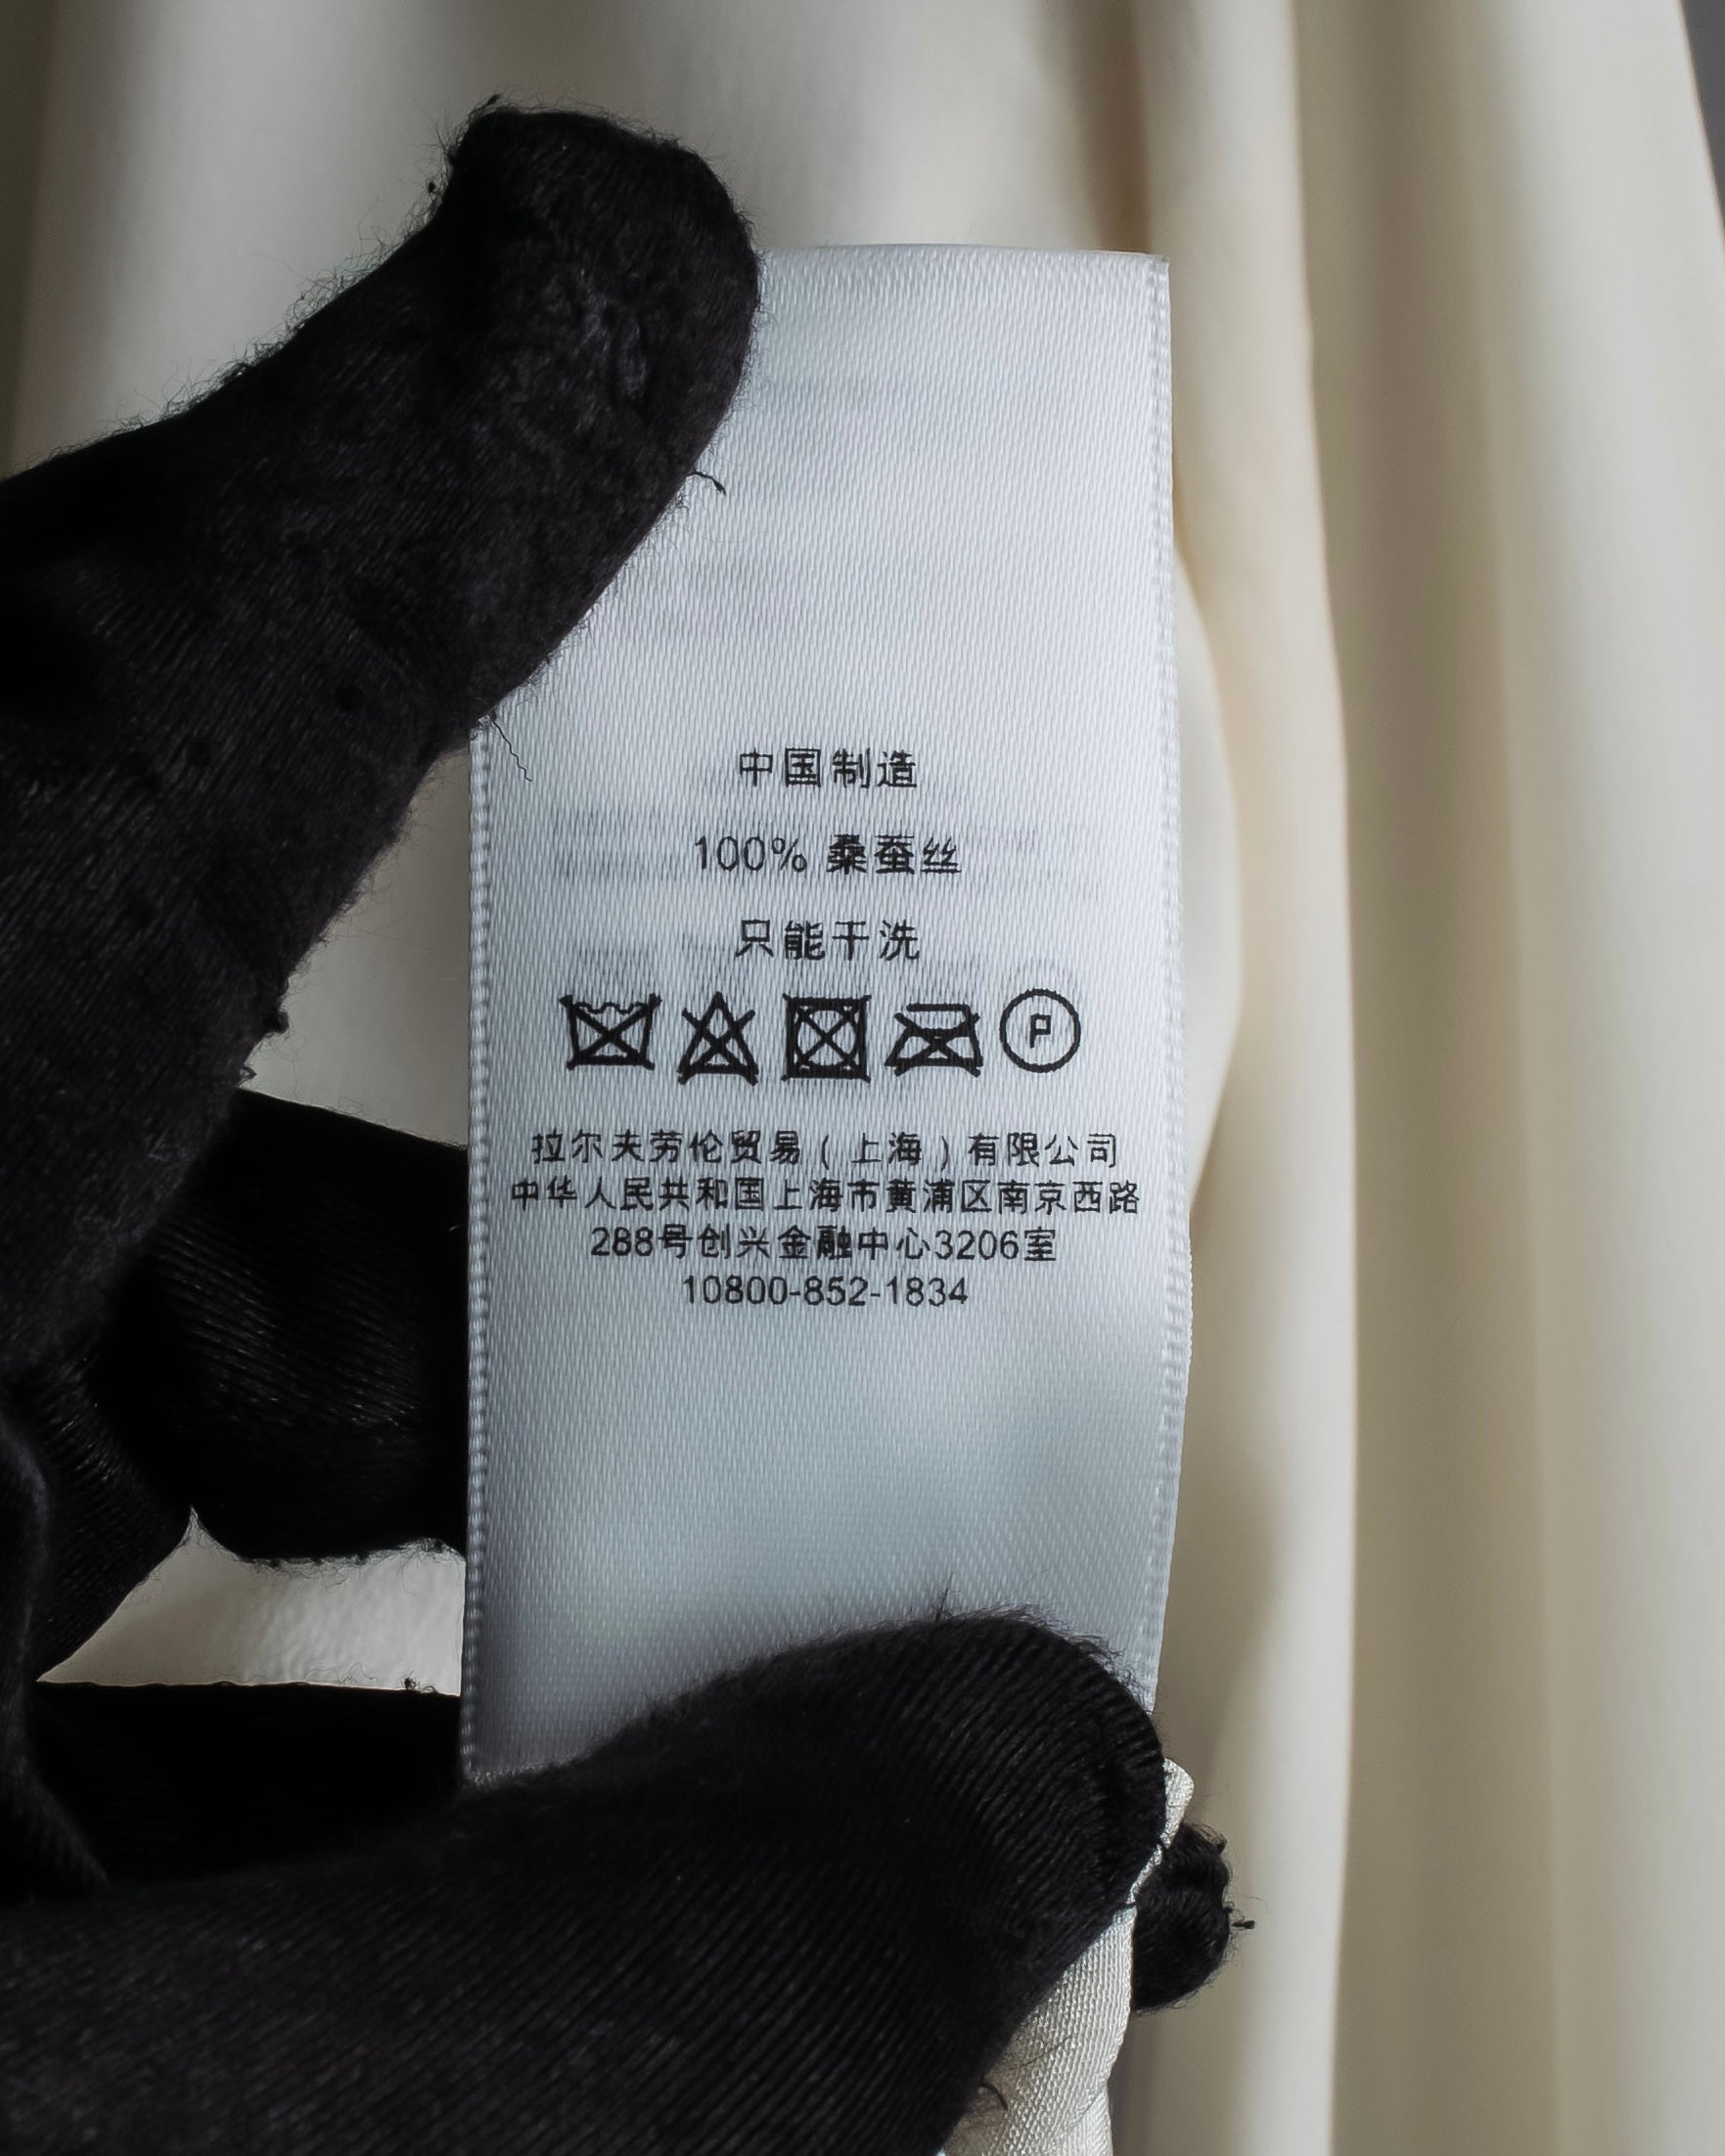 中国制造
100% 桑蚕丝
只能干洗
P
拉尔夫劳伦贸易(上海)有限公司
中华人民共和国上海市黄浦区南京西路
288号创兴金融中心3206室
10800-852-1834